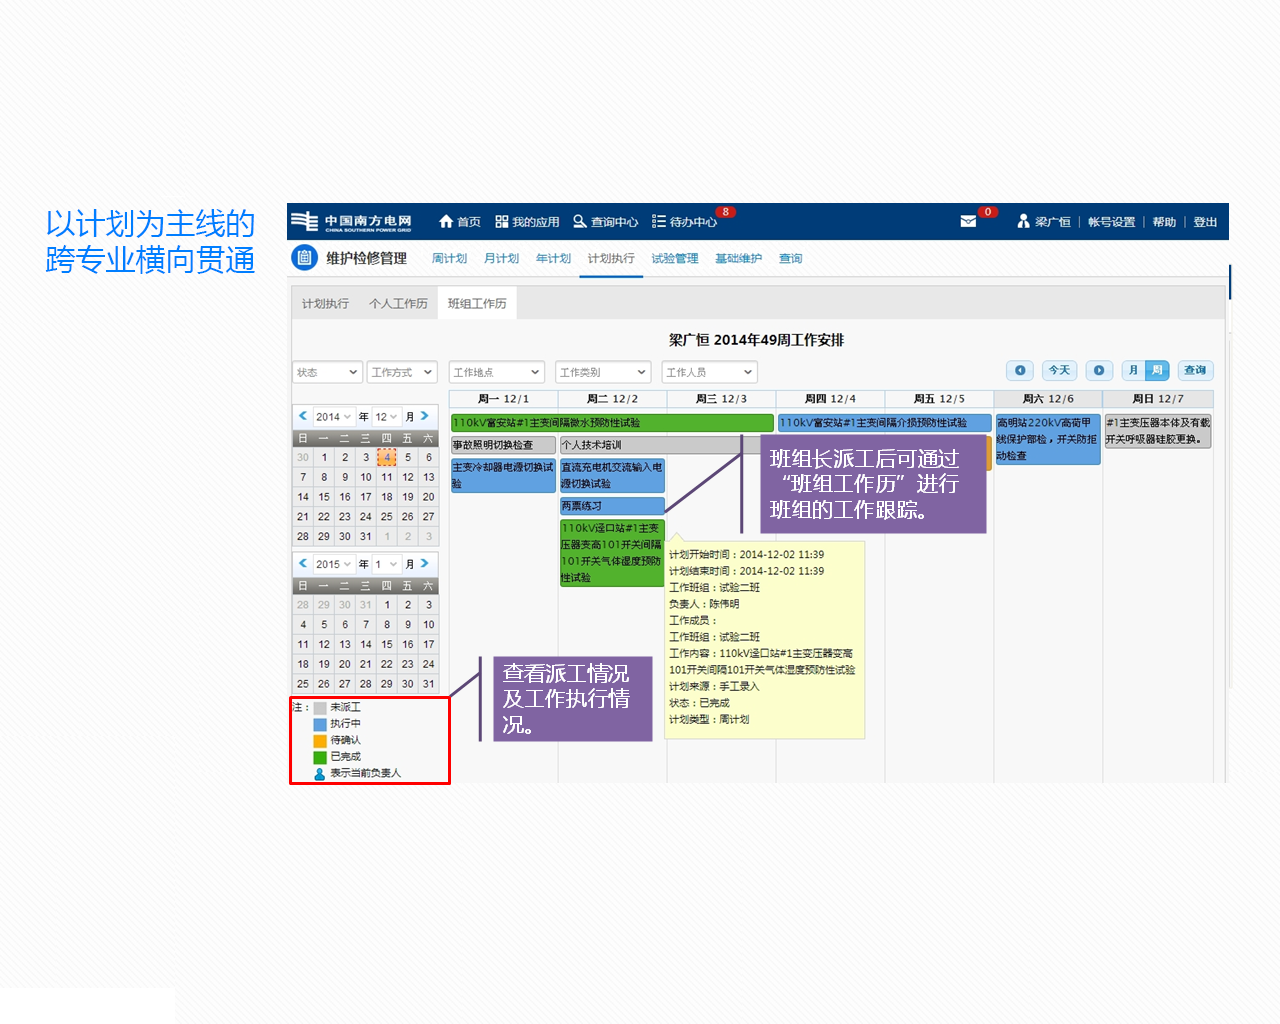 以计划为主线的
跨专业横向贯通
中国南方电网
CHINA SOUTHERN POWER GRID
首页 我的应用 查询中心 待办中心 8 0 梁广恒 帐号设置 帮助 登出
维护检修管理 周计划 月计划 年计划 计划执行 试验管理 基础维护 查询
计划执行 个人工作历 班组工作历
梁广恒 2014年49周工作安排
状态 工作方式 工作地点 工作类别 工作人员 今天 月 周 查询
周一 12/1 周二 12/2 周三 12/3 周四 12/4 周五 12/5 周六 12/6 周日 12/7
2014 年 12 月
日 一 二 三 四 五 六
30 1 2 3 4 5 6
7 8 9 10 11 12 13
14 15 16 17 18 19 20
21 22 23 24 25 26 27
28 29 30 31 1 2 3
2015 年 1 月
日 一 二 三 四 五 六
28 29 30 31 1 2 3
4 5 6 7 8 9 10
11 12 13 14 15 16 17
18 19 20 21 22 23 24
25 26 27 28 29 30 31
注：未派工
执行中
待确认
已完成
表示当前负责人
110kV富安站#1主变间隔微水预防性试验
事故照明切换检查
主变冷却器电源切换试
验
个人技术培训
直流充电机交流输入电
源切换试验
两票练习
110kV迳口站#1主变
压器变高101开关间隔
101开关气体湿度预防
性试验
110kV富安站#1主变间隔介损预防性试验
高明站220kV高荷甲
线保护部检，开关防拒
动检查
#1主变压器本体及有载
开关呼吸器硅胶更换。
班组长派工后可通过
“班组工作历”进行
班组的工作跟踪。
计划开始时间：2014-12-02 11:39
计划结束时间：2014-12-02 11:39
工作班组：试验二班
负责人：陈伟明
工作成员：
工作班组：试验二班
工作内容：110kV迳口站#1主变压器变高
101开关间隔101开关气体湿度预防性试验
计划来源：手工录入
状态：已完成
计划类型：周计划
查看派工情况
及工作执行情
况。